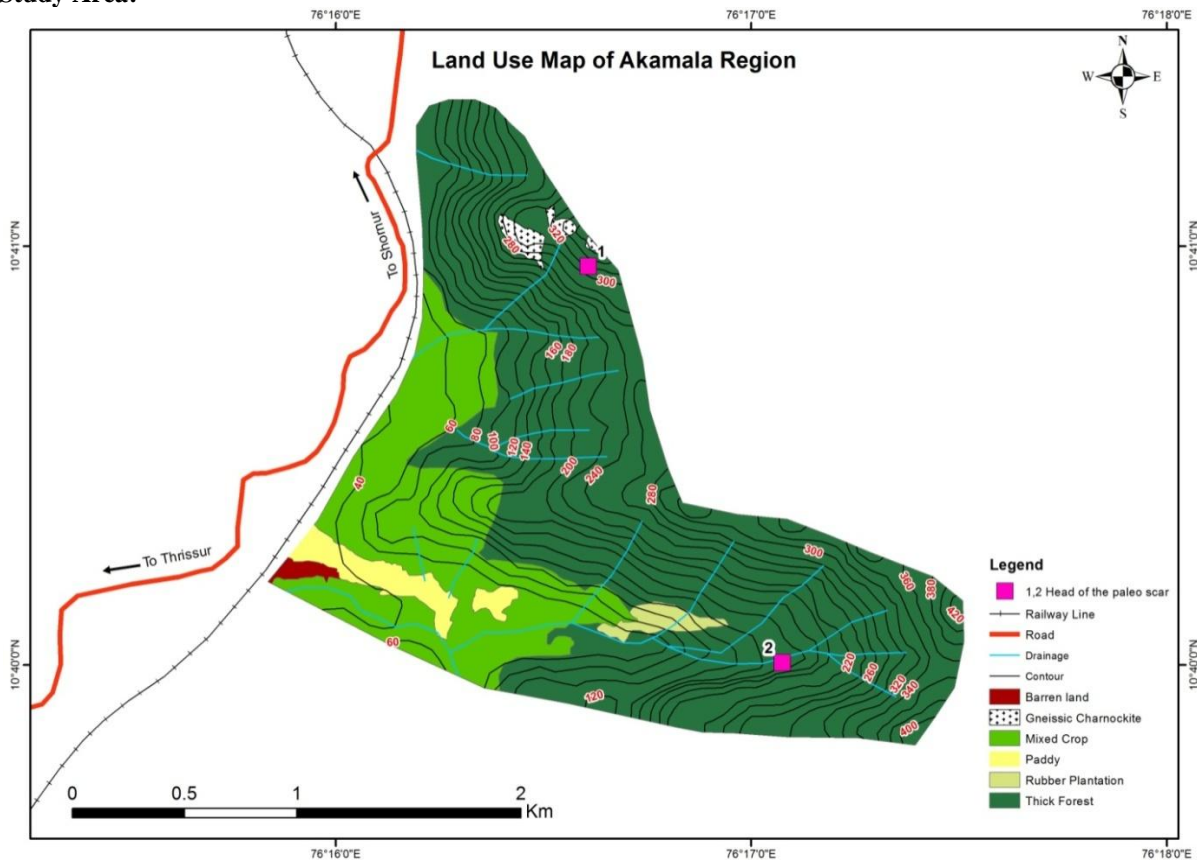 Study Area:
76°16'0"E 76°17'0"E 76°18'0"E
Land Use Map of Akamala Region
N
W E
S
10°41'0"N 10°41'0"N
To Shornur
1
280
320
300
160
180
60
80
100
120
140
200
240
40
280
300
To Thrissur
360
380
420
60
2
220
260
320
340
120
400
10°40'0"N 10°40'0"N
Legend
1,2 Head of the paleo scar
Railway Line
Road
Drainage
Contour
Barren land
Gneissic Charnockite
Mixed Crop
Paddy
Rubber Plantation
Thick Forest
0 0.5 1 2
Km
76°16'0"E 76°17'0"E 76°18'0"E